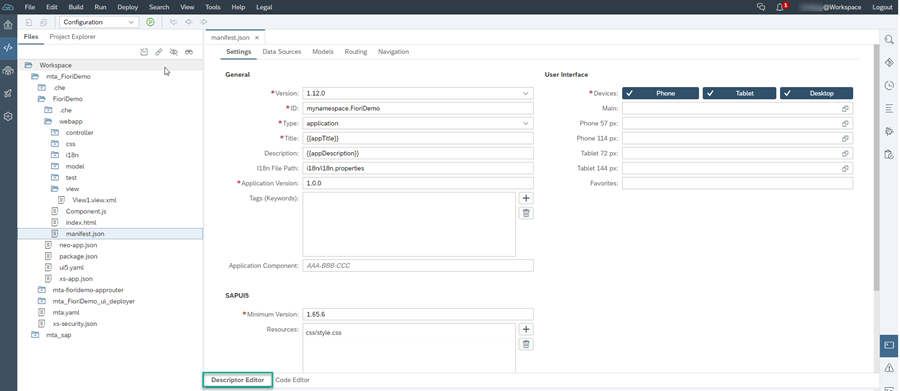 File Edit Build Run Deploy Search View Tools Help Legal
1 @Workspace Logout
Configuration
Files Project Explorer
manifest.json ×
Settings Data Sources Models Routing Navigation
Workspace
mta_FioriDemo
.che
FioriDemo
.che
webapp
controller
css
i18n
model
test
view
View1.view.xml
Component.js
index.html
manifest.json
neo-app.json
package.json
ui5.yaml
xs-app.json
mta-fioridemo-approuter
mta_FioriDemo_ui_deployer
mta.yaml
xs-security.json
mta_sap
General
*Version: 1.12.0
*ID: mynamespace.FioriDemo
*Type: application
*Title: {{appTitle}}
Description: {{appDescription}}
I18n File Path: i18n/i18n.properties
*Application Version: 1.0.0
Tags (Keywords):
Application Component: AAA-BBB-CCC
SAPUI5
*Minimum Version: 1.65.6
Resources: css/style.css
User Interface
*Devices: Phone Tablet Desktop
Main:
Phone 57 px:
Phone 114 px:
Tablet 72 px:
Tablet 144 px:
Favorites:
Descriptor Editor Code Editor